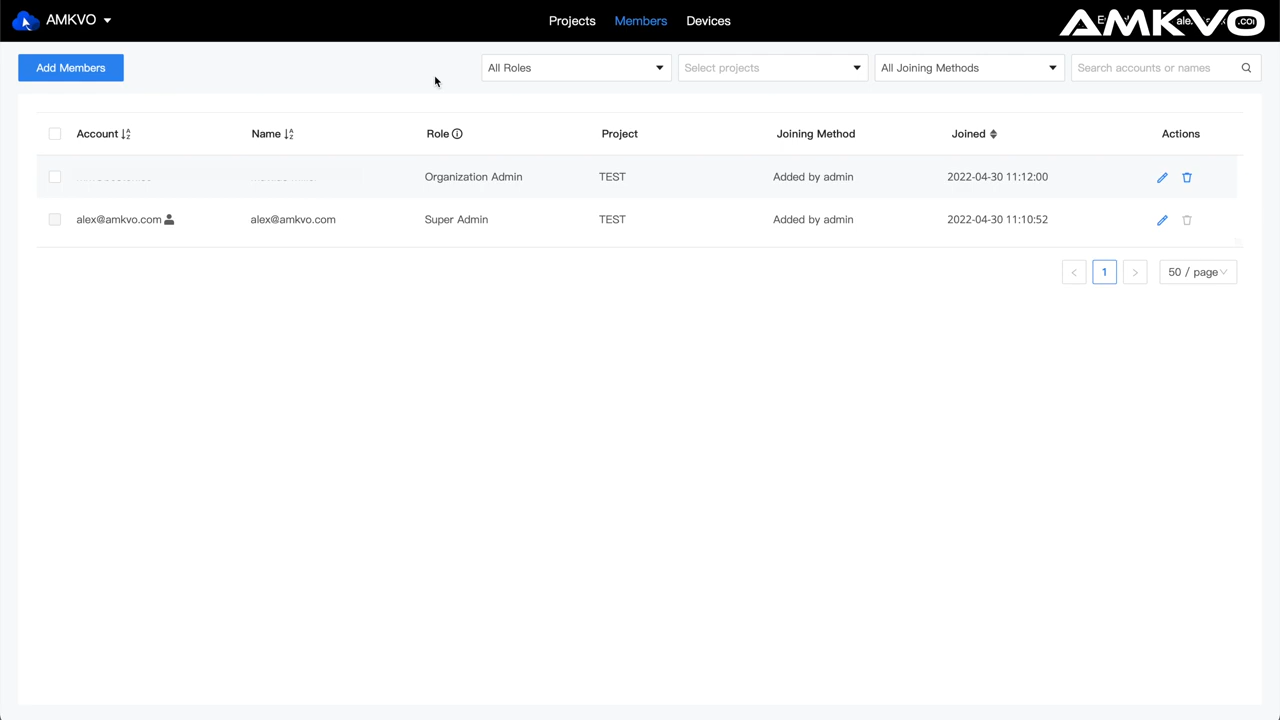 AMKVO
Projects Members Devices
AMKVO
Add Members
All Roles
Select projects
All Joining Methods
Search accounts or names
Account Name Role Project Joining Method Joined Actions
Organization Admin TEST Added by admin 2022-04-30 11:12:00
alex@amkvo.com alex@amkvo.com Super Admin TEST Added by admin 2022-04-30 11:10:52
< 1 > 50 / page